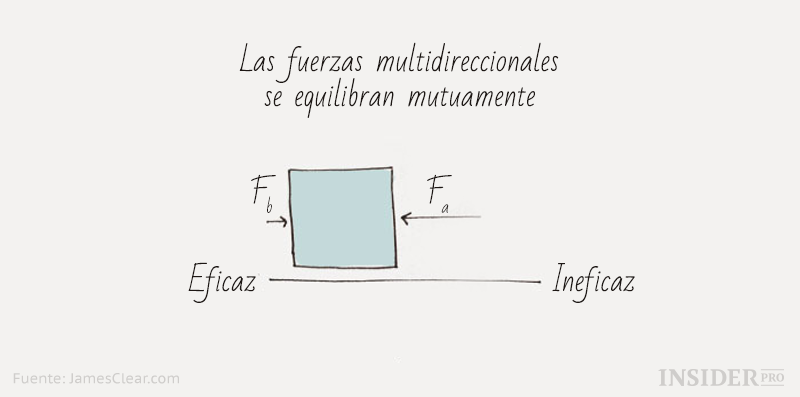 Las fuerzas multidireccionales
se equilibran mutuamente
F_b
F_a
Eficaz
Ineficaz
Fuente: JamesClear.com
INSIDER PRO